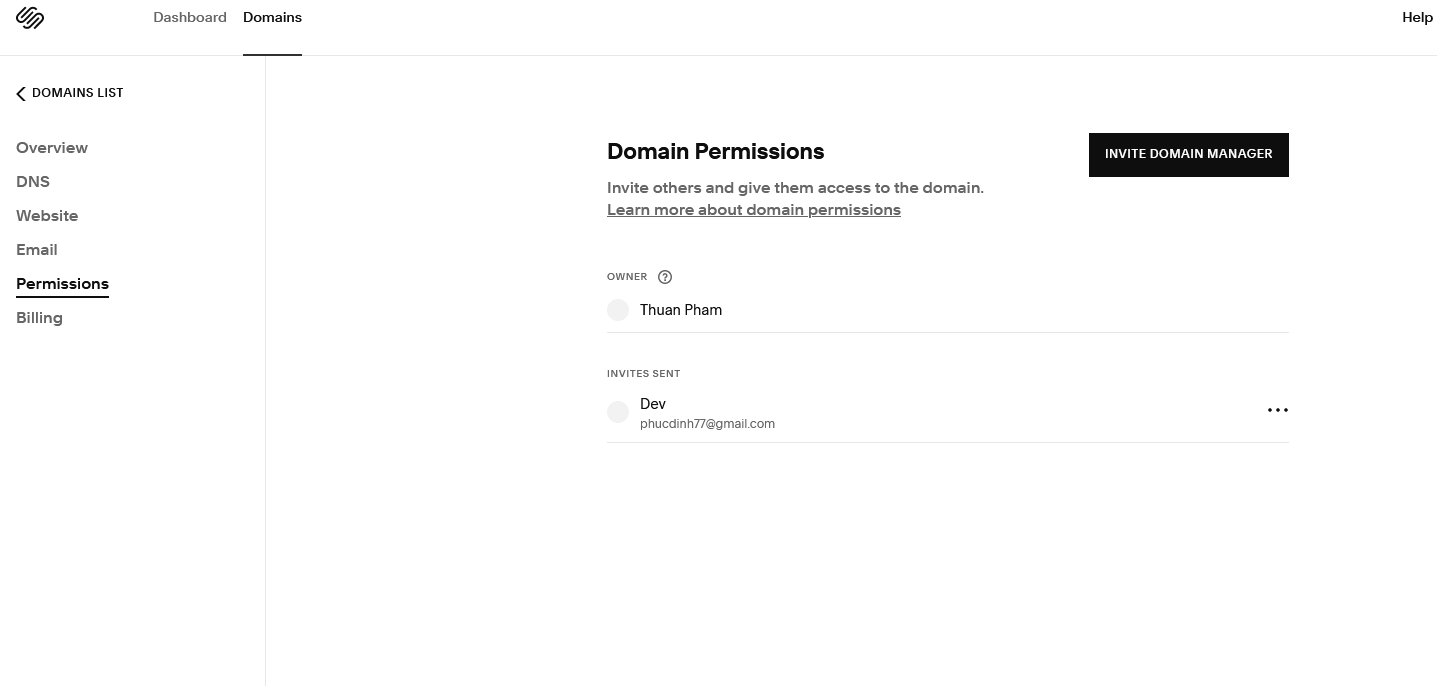 Dashboard
Domains
Help
DOMAINS LIST
Overview
DNS
Website
Email
Permissions
Billing
Domain Permissions
INVITE DOMAIN MANAGER
Invite others and give them access to the domain.
Learn more about domain permissions
OWNER
Thuan Pham
INVITES SENT
Dev
phucdinh77@gmail.com